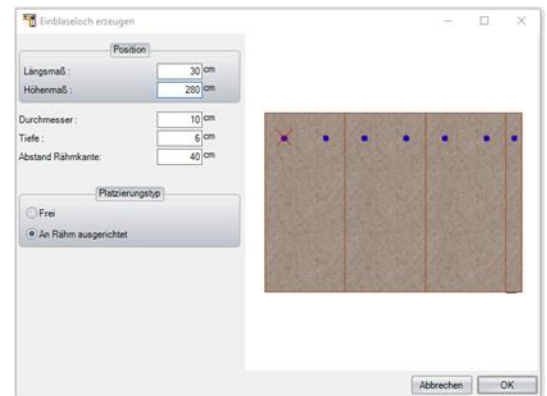 Einblaseloch erzeugen
Position
Längsmaß : 30 cm
Höhenmaß : 280 cm
Durchmesser : 10 cm
Tiefe : 6 cm
Abstand Rähmkante: 40 cm
Platzierungstyp
Frei
An Rähm ausgerichtet
Abbrechen OK